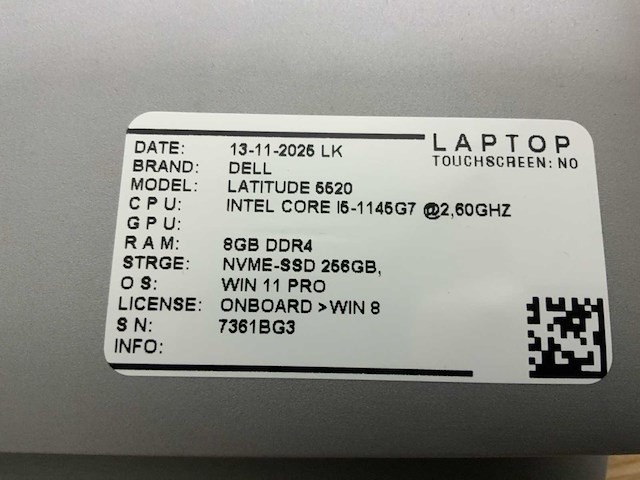 LAPTOP
TOUCHSCREEN: NO
DATE: 13-11-2025 LK
BRAND: DELL
MODEL: LATITUDE 5520
CPU: INTEL CORE I5-1145G7 @2,60GHZ
GPU:
RAM: 8GB DDR4
STRGE: NVME-SSD 256GB,
OS: WIN 11 PRO
LICENSE: ONBOARD > WIN 8
SN: 7361BG3
INFO: